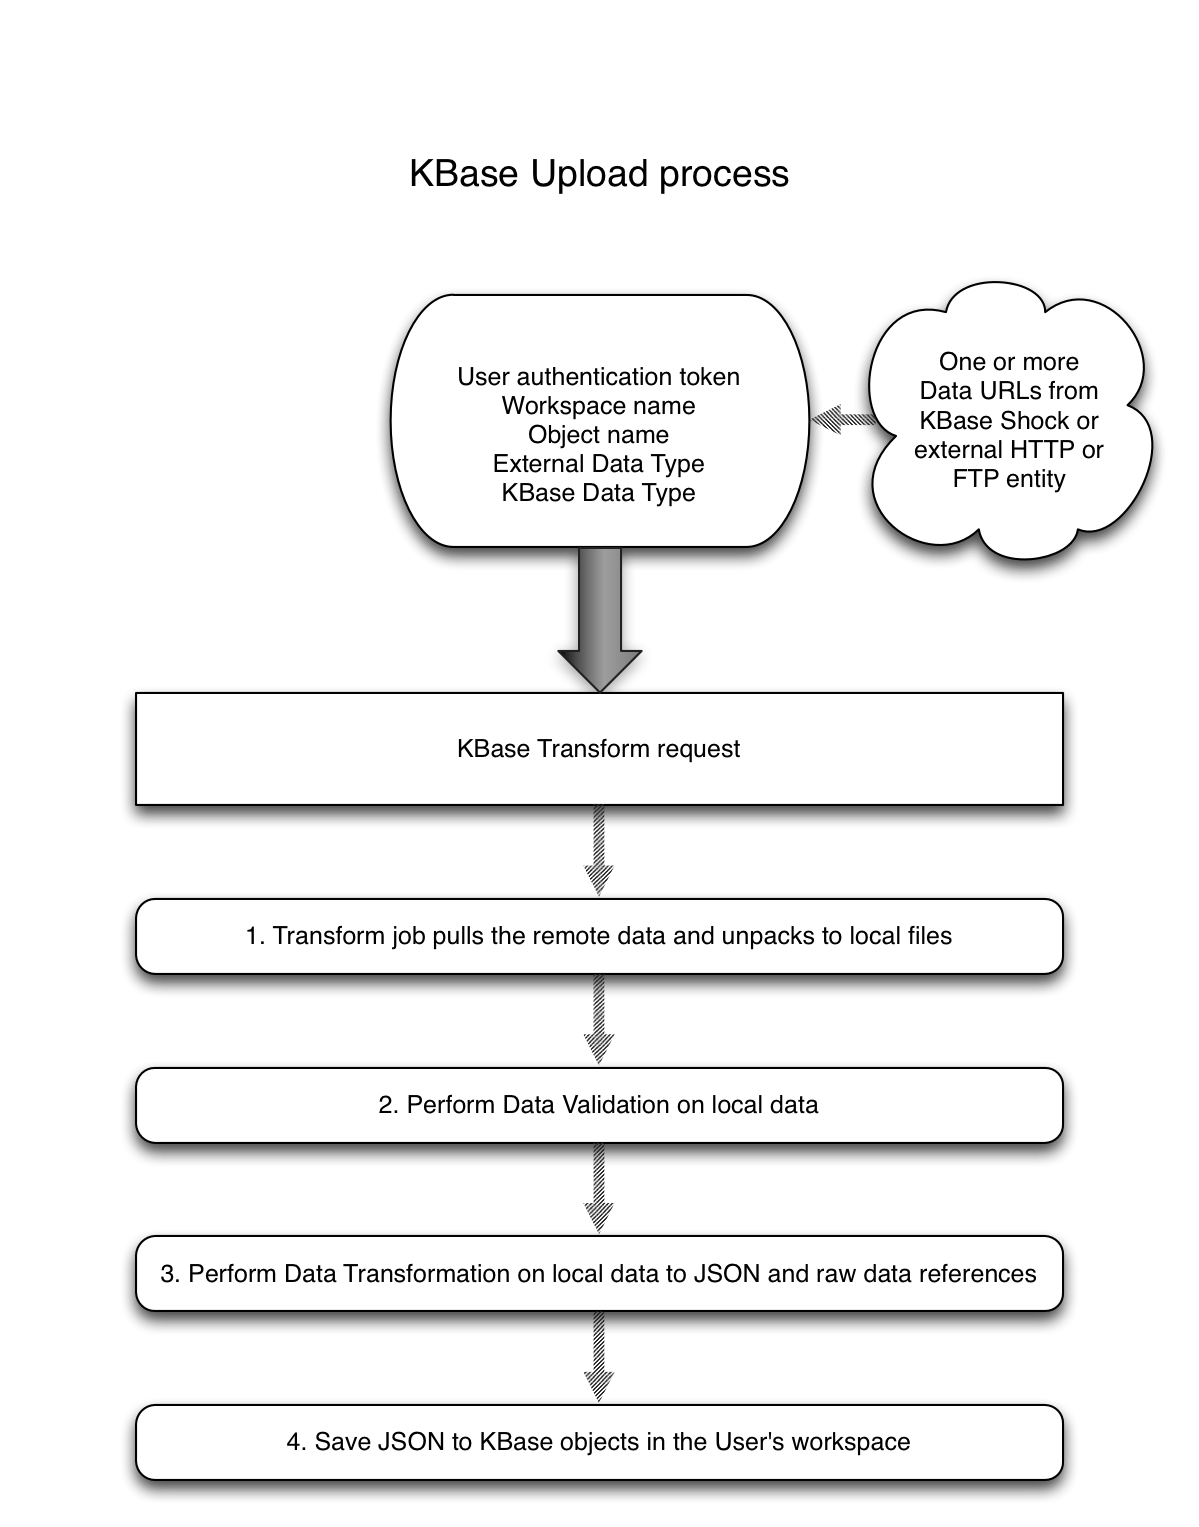 KBase Upload process
User authentication token
Workspace name
Object name
External Data Type
KBase Data Type
One or more
Data URLs from
KBase Shock or
external HTTP or
FTP entity
KBase Transform request
1. Transform job pulls the remote data and unpacks to local files
2. Perform Data Validation on local data
3. Perform Data Transformation on local data to JSON and raw data references
4. Save JSON to KBase objects in the User's workspace